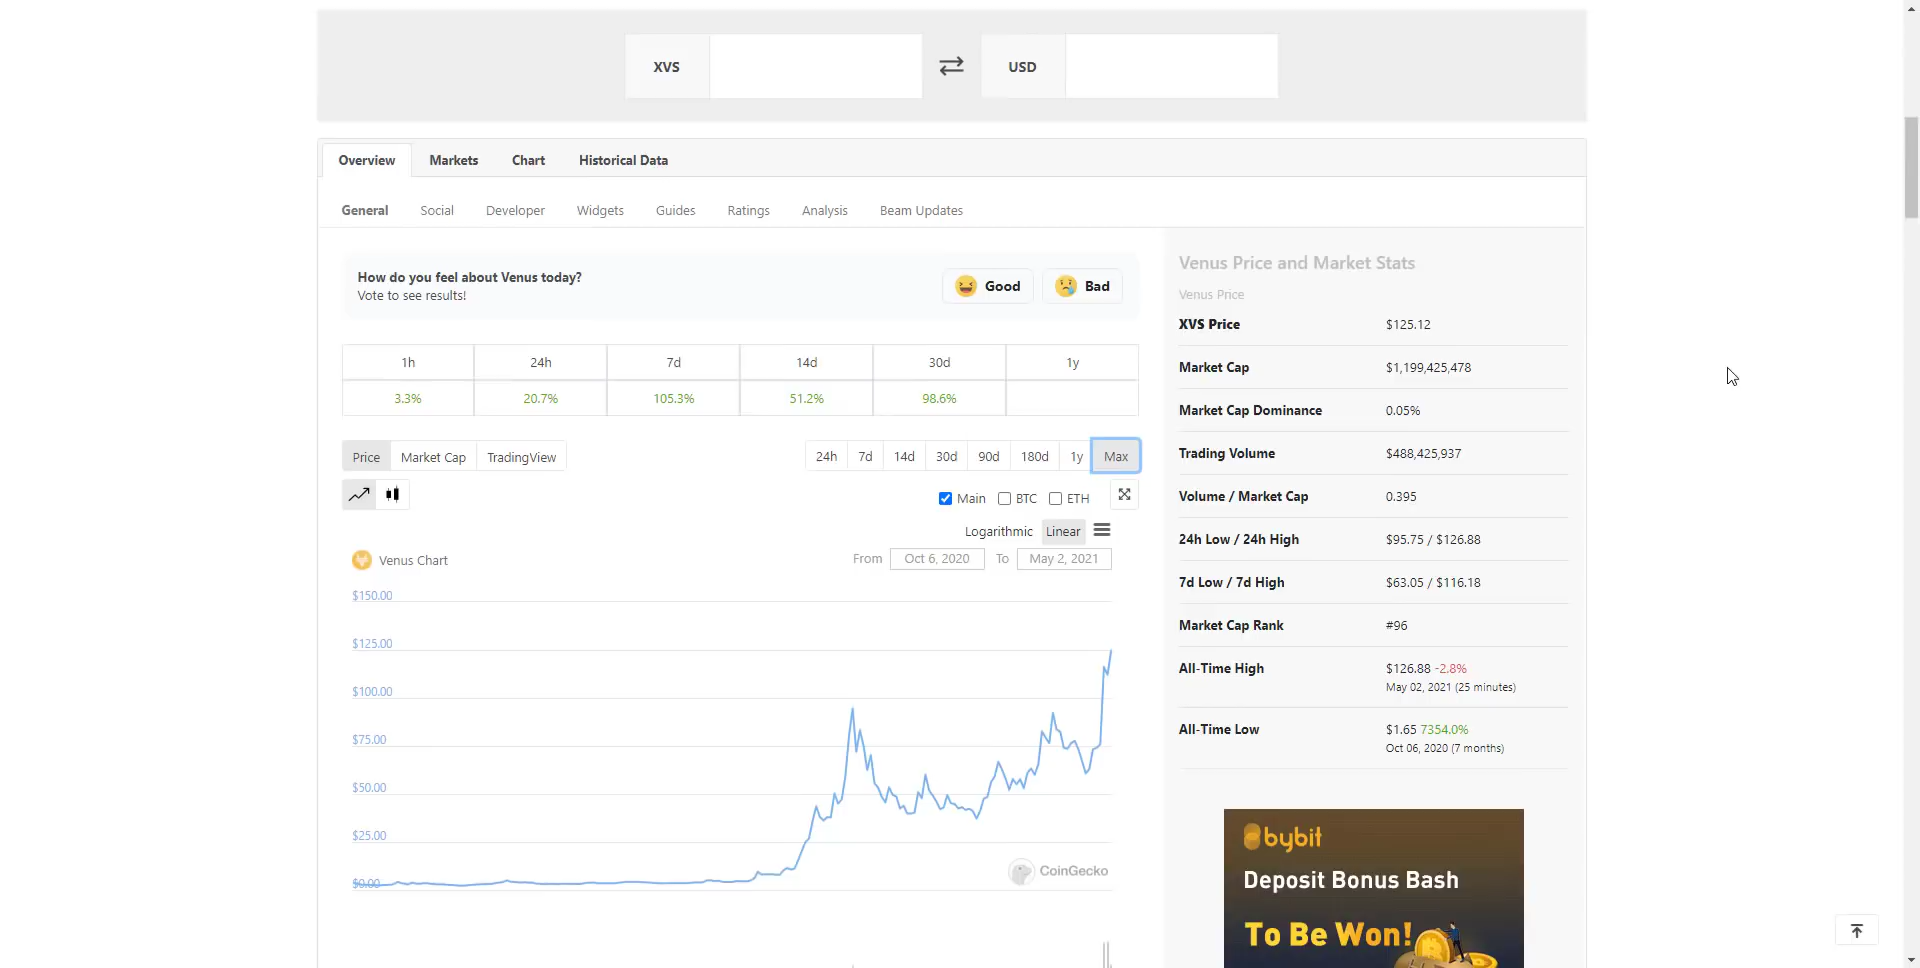 XVS
USD
Overview Markets Chart Historical Data
General Social Developer Widgets Guides Ratings Analysis Beam Updates
How do you feel about Venus today?
Vote to see results!
Good Bad
1h 24h 7d 14d 30d 1y
3.3% 20.7% 105.3% 51.2% 98.6%
Price Market Cap TradingView
24h 7d 14d 30d 90d 180d 1y Max
Main BTC ETH
Logarithmic Linear
Venus Chart
From Oct 6, 2020 To May 2, 2021
$150.00
$125.00
$100.00
$75.00
$50.00
$25.00
$0.00
CoinGecko
Venus Price and Market Stats
Venus Price
XVS Price $125.12
Market Cap $1,199,425,478
Market Cap Dominance 0.05%
Trading Volume $488,425,937
Volume / Market Cap 0.395
24h Low / 24h High $95.75 / $126.88
7d Low / 7d High $63.05 / $116.18
Market Cap Rank #96
All-Time High $126.88 -2.8%
May 02, 2021 (25 minutes)
All-Time Low $1.65 7354.0%
Oct 06, 2020 (7 months)
bybit
Deposit Bonus Bash
To Be Won!